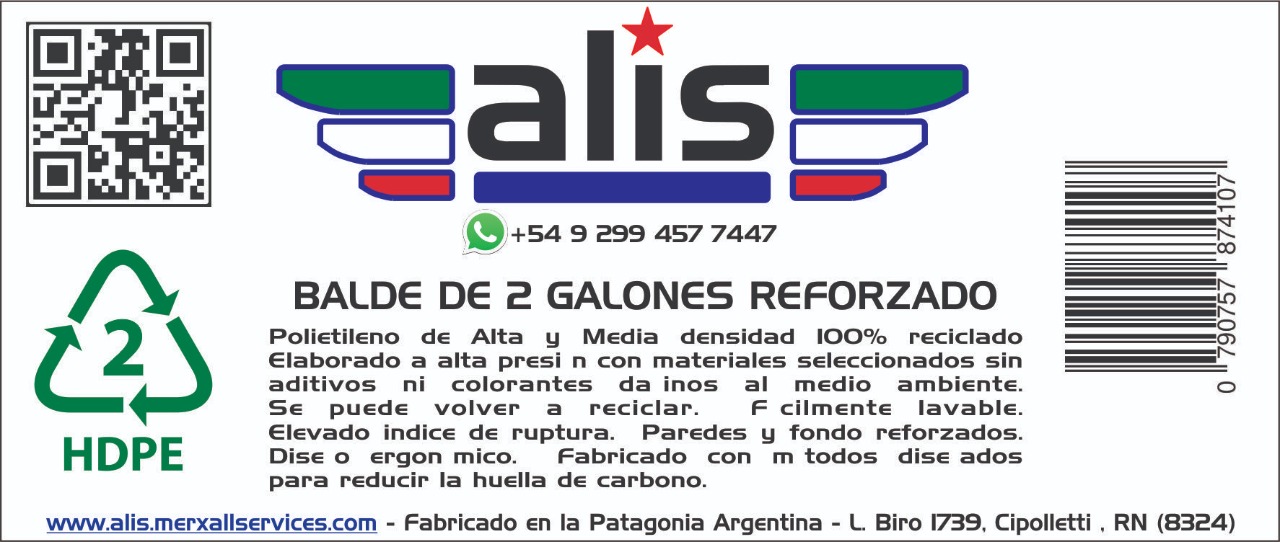 alis
+54 9 299 457 7447
BALDE DE 2 GALONES REFORZADO
Polietileno de Alta y Media densidad 100% reciclado
Elaborado a alta presi n con materiales seleccionados sin
aditivos ni colorantes da inos al medio ambiente.
Se puede volver a reciclar. F cilmente lavable.
Elevado indice de ruptura. Paredes y fondo reforzados.
Dise o ergon mico. Fabricado con m todos dise ados
para reducir la huella de carbono.
2
HDPE
0 790757 874107
www.alis.merxallservices.com - Fabricado en la Patagonia Argentina - L. Biro 1739, Cipolletti , RN (8324)